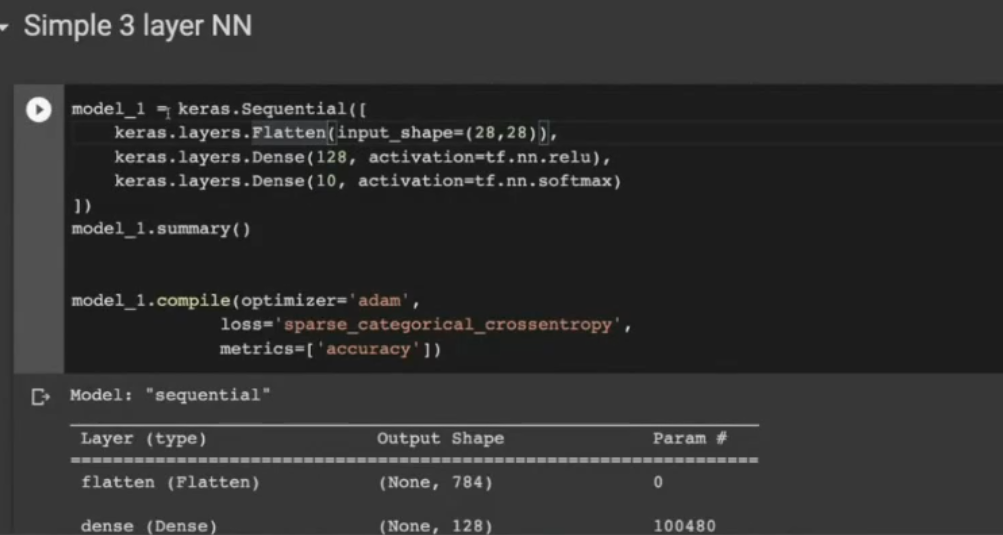 Simple 3 layer NN
model_1 = keras.Sequential([
    keras.layers.Flatten(input_shape=(28,28)),
    keras.layers.Dense(128, activation=tf.nn.relu),
    keras.layers.Dense(10, activation=tf.nn.softmax)
])
model_1.summary()
model_1.compile(optimizer='adam',
              loss='sparse_categorical_crossentropy',
              metrics=['accuracy'])
Model: "sequential"
Layer (type) Output Shape Param #
flatten (Flatten) (None, 784) 0
dense (Dense) (None, 128) 100480